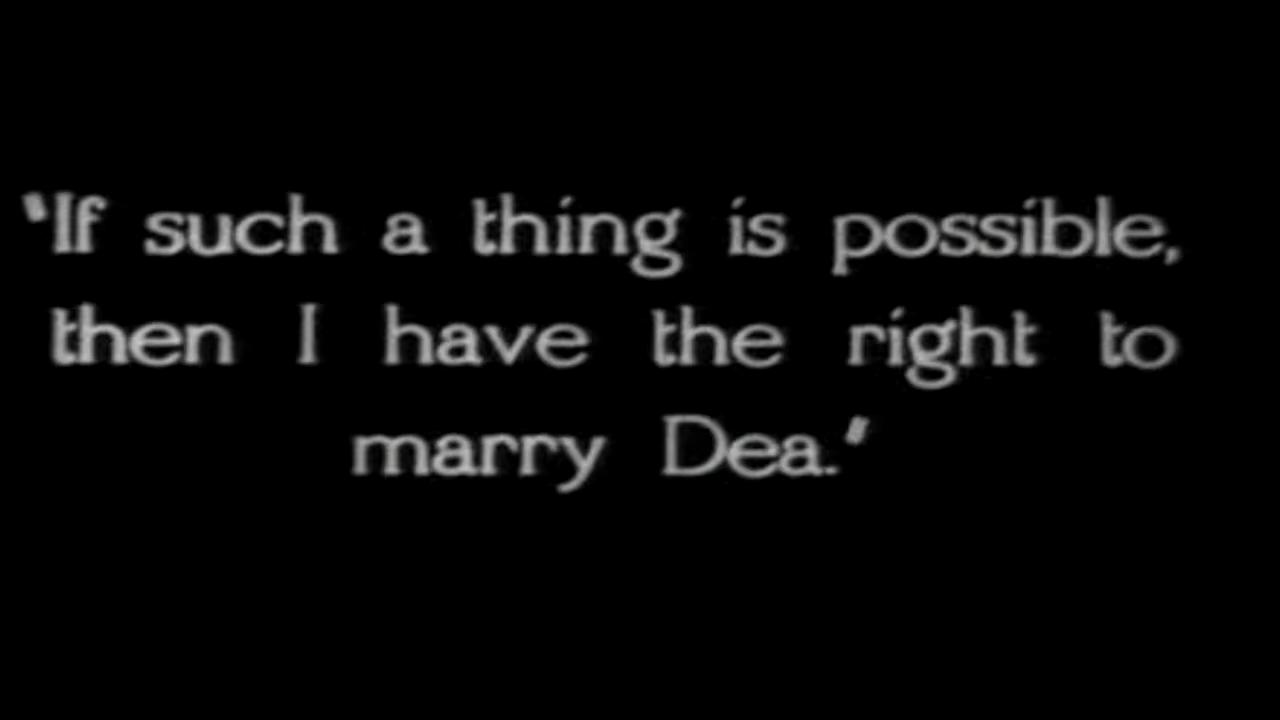 "If such a thing is possible,
then I have the right to
marry Dea."